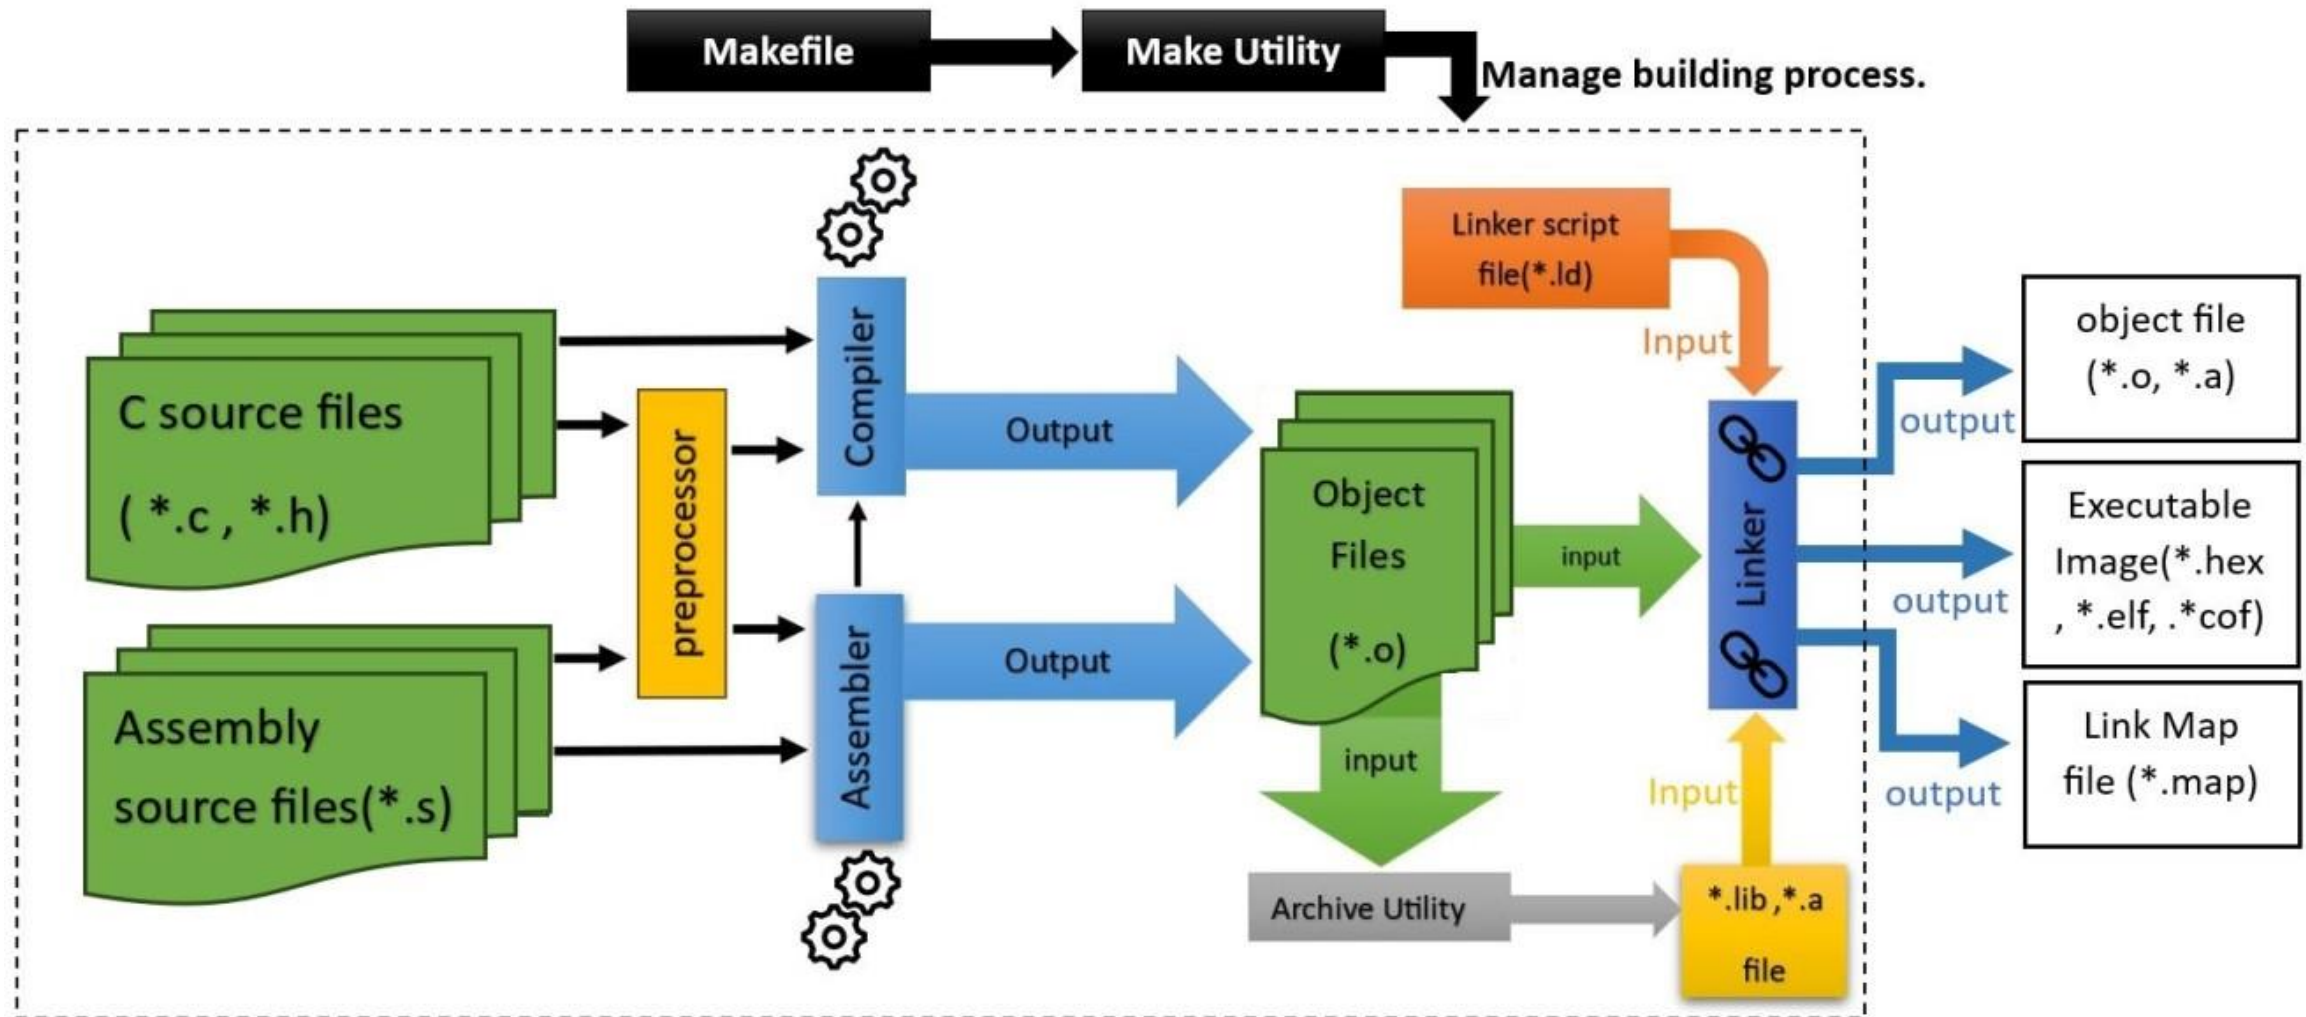 Makefile
Make Utility
Manage building process.
Linker script
file(*.ld)
Input
C source files
( *.c , *.h)
preprocessor
Compiler
Output
Assembly
source files(*.s)
Assembler
Output
Object
Files
(*.o)
input
input
Linker
Archive Utility
Input
*.lib ,*.a
file
output
object file
(*.o, *.a)
output
Executable
Image(*.hex
, *.elf, .*cof)
output
Link Map
file (*.map)